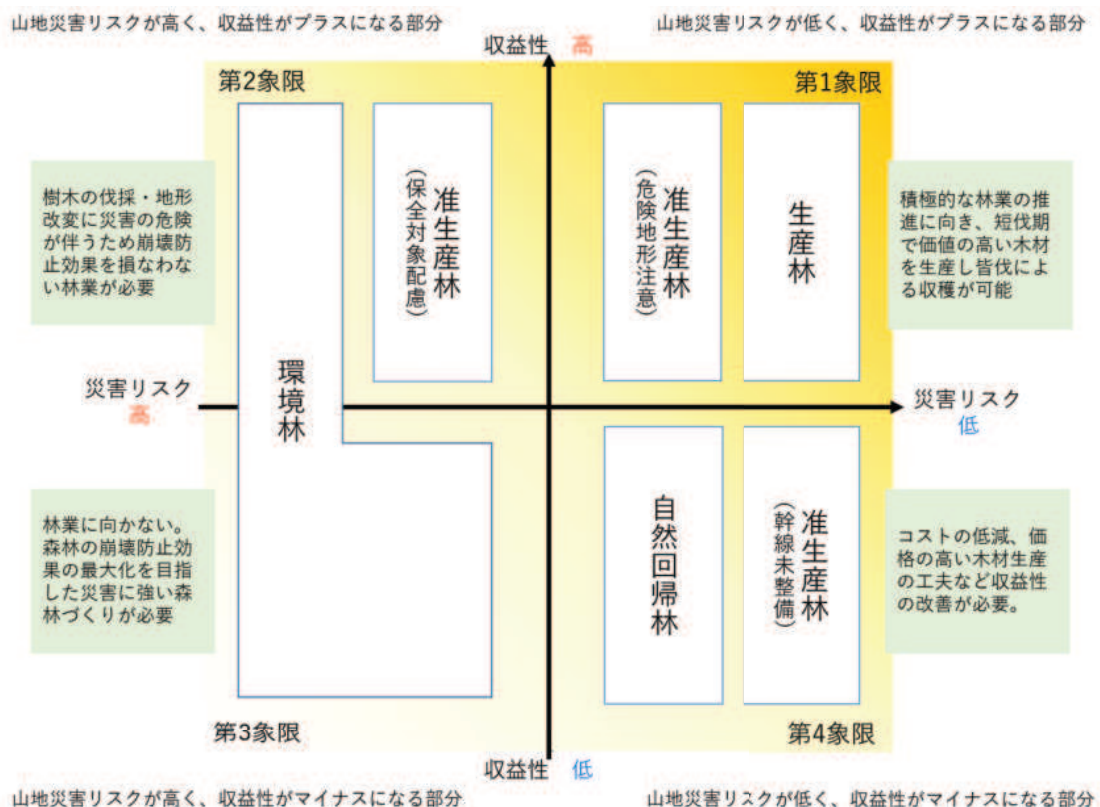 山地災害リスクが高く、収益性がプラスになる部分
山地災害リスクが低く、収益性がプラスになる部分
収益性 高
第2象限
第1象限
樹木の伐採・地形
改変に災害の危険
が伴うため崩壊防
止効果を損なわな
い林業が必要
准生産林
(保全対象配慮)
准生産林
(危険地形注意)
生産林
積極的な林業の推
進に向き、短伐期
で価値の高い木材
を生産し皆伐によ
る収穫が可能
災害リスク
高
環境林
災害リスク
低
林業に向かない。
森林の崩壊防止効
果の最大化を目指
した災害に強い森
林づくりが必要
自然回帰林
准生産林
(幹線未整備)
コストの低減、価
格の高い木材生産
の工夫など収益性
の改善が必要。
第3象限
第4象限
収益性 低
山地災害リスクが高く、収益性がマイナスになる部分
山地災害リスクが低く、収益性がマイナスになる部分